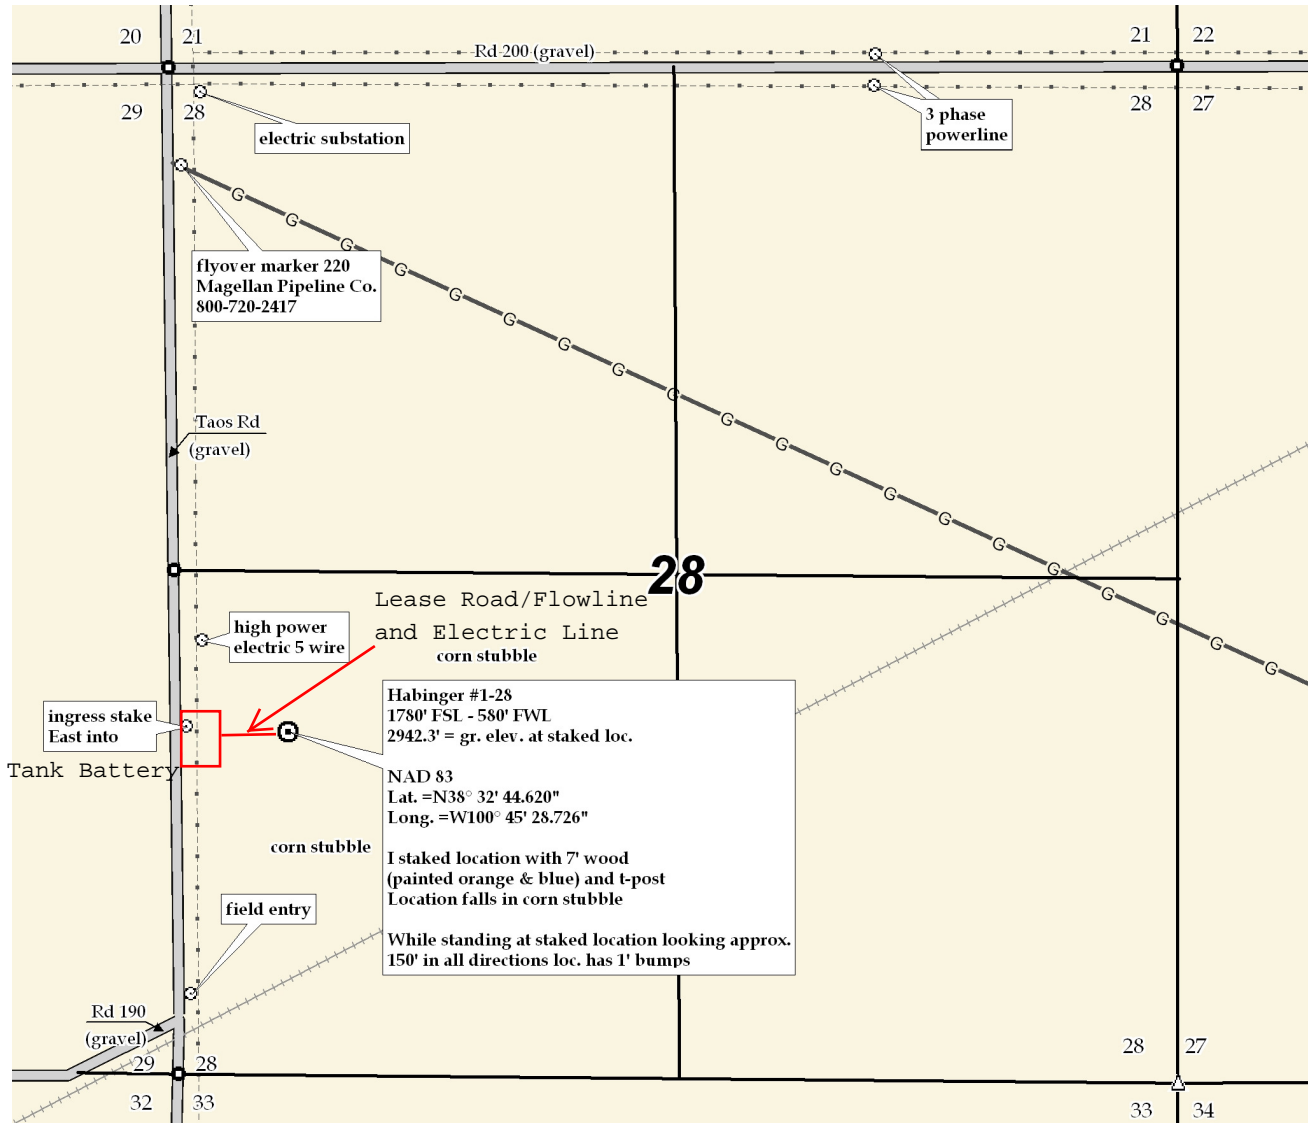 20 21
21 22
Rd 200 (gravel)
29 28
28 27
electric substation
3 phase
powerline
G G G G G G G G G G G G G G G G G G G G
flyover marker 220
Magellan Pipeline Co.
800-720-2417
Taos Rd
(gravel)
28
Lease Road/Flowline
and Electric Line
high power
electric 5 wire
corn stubble
ingress stake
East into
Tank Battery
Habinger #1-28
1780' FSL - 580' FWL
2942.3' = gr. elev. at staked loc.
NAD 83
Lat. =N38° 32' 44.620"
Long. =W100° 45' 28.726"
I staked location with 7' wood
(painted orange & blue) and t-post
Location falls in corn stubble
While standing at staked location looking approx.
150' in all directions loc. has 1' bumps
corn stubble
field entry
Rd 190
(gravel)
29 28
28 27
32 33
33 34